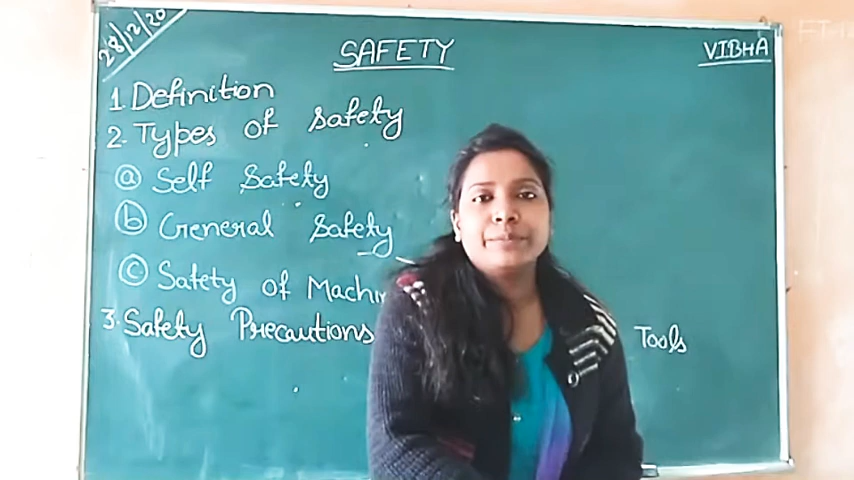 28/12/20
SAFETY
VIBHA
1. Definition
2. Types of safety
ⓐ Self Safety
ⓑ General Safety
ⓒ Safety of Machin
3. Safety Precautions Tools